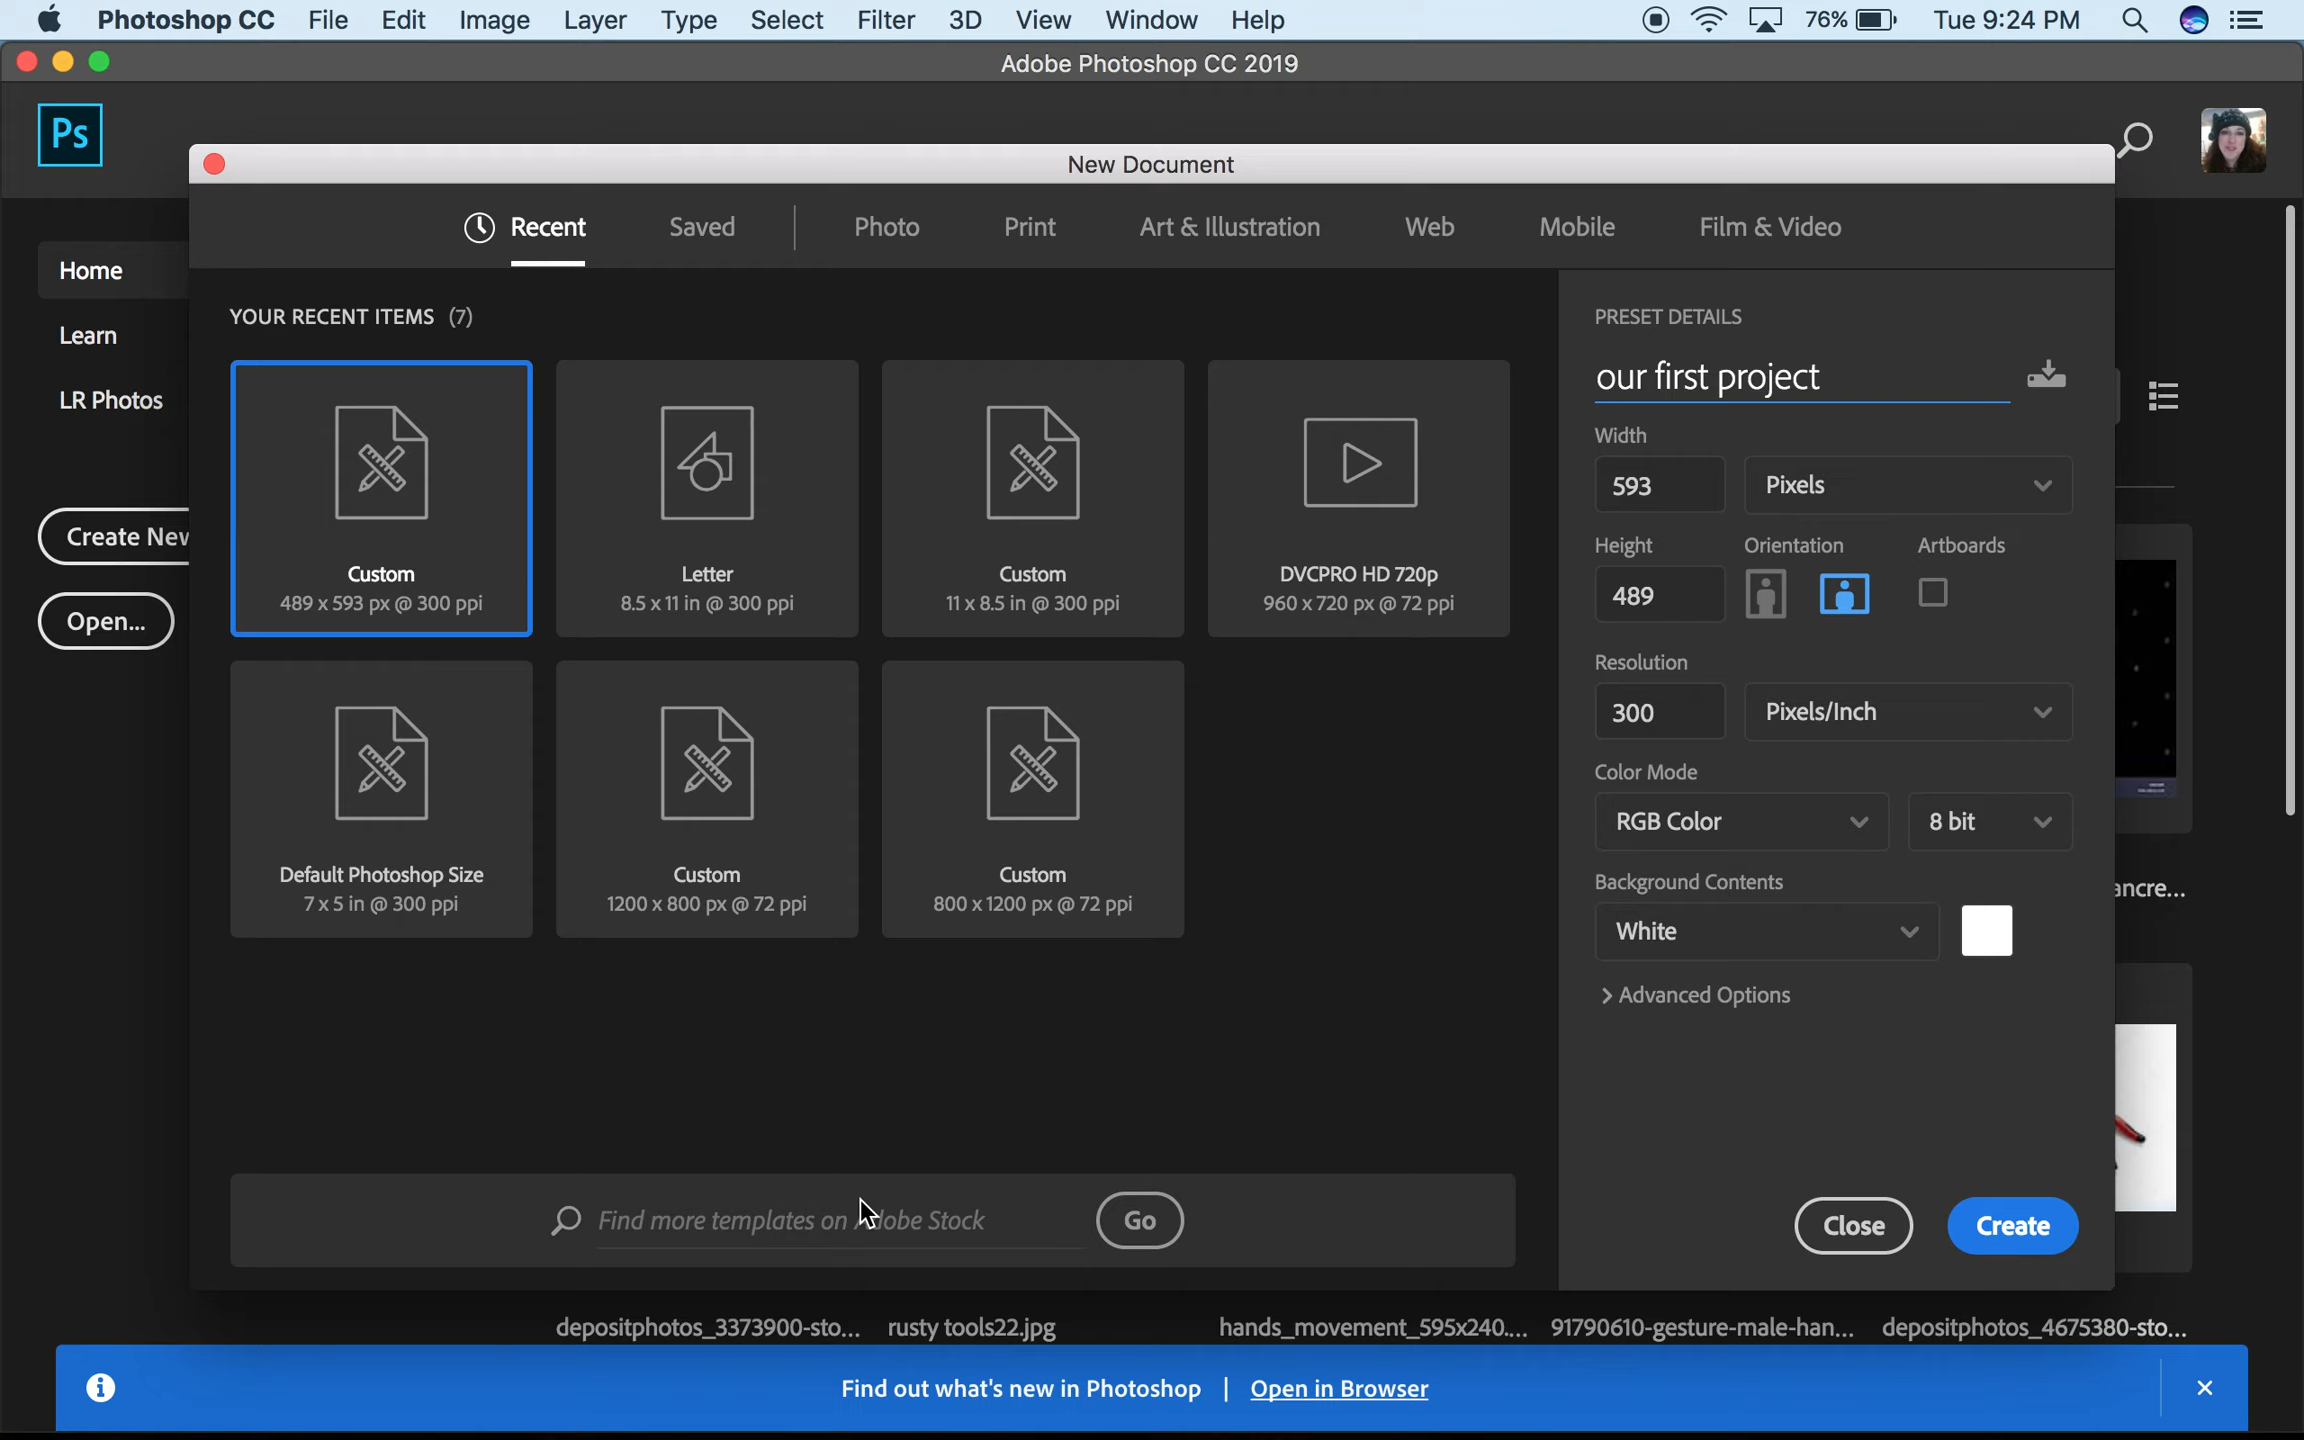 Photoshop CC File Edit Image Layer Type Select Filter 3D View Window Help 76% Tue 9:24 PM
Adobe Photoshop CC 2019
Ps
New Document
Recent Saved Photo Print Art & Illustration Web Mobile Film & Video
Home
Learn
LR Photos
Create New
Open...
YOUR RECENT ITEMS (7)
Custom
489 x 593 px @ 300 ppi
Letter
8.5 x 11 in @ 300 ppi
Custom
11 x 8.5 in @ 300 ppi
DVCPRO HD 720p
960 x 720 px @ 72 ppi
Default Photoshop Size
7 x 5 in @ 300 ppi
Custom
1200 x 800 px @ 72 ppi
Custom
800 x 1200 px @ 72 ppi
Find more templates on Adobe Stock Go
PRESET DETAILS
our first project
Width
593 Pixels
Height Orientation Artboards
489
Resolution
300 Pixels/Inch
Color Mode
RGB Color 8 bit
Background Contents
White
> Advanced Options
Close Create
ancre...
depositphotos_3373900-sto... rusty tools22.jpg hands_movement_595x240.... 91790610-gesture-male-han... depositphotos_4675380-sto...
Find out what's new in Photoshop | Open in Browser